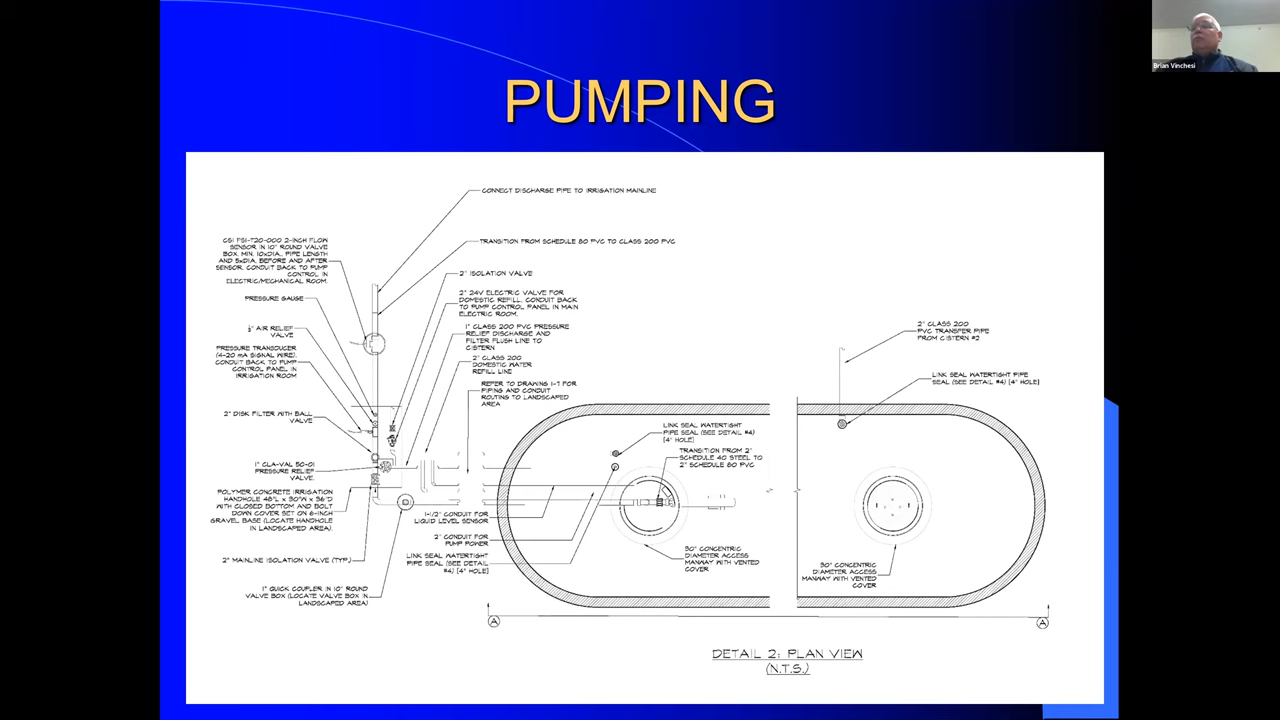 PUMPING
Brian Vinchesi
CONNECT DISCHARGE PIPE TO IRRIGATION MAINLINE
TRANSITION FROM SCHEDULE 80 PVC TO CLASS 200 PVC
CSI FSI-T20-000 2-INCH FLOW
SENSOR IN 10" ROUND VALVE
BOX. MIN. 10xDIA., PIPE LENGTH
AND 5xDIA. BEFORE AND AFTER
SENSOR. CONDUIT BACK TO PUMP
CONTROL IN
ELECTRIC/MECHANICAL ROOM.
PRESSURE GAUGE
½" AIR RELIEF
VALVE
PRESSURE TRANSDUCER
(4-20 mA SIGNAL WIRE).
CONDUIT BACK TO PUMP
CONTROL PANEL IN
IRRIGATION ROOM
2" DISK FILTER WITH BALL
VALVE
1" CLA-VAL 50-01
PRESSURE RELIEF
VALVE.
POLYMER CONCRETE IRRIGATION
HANDHOLE 48"L x 30"W x 36"D
WITH CLOSED BOTTOM AND BOLT
DOWN COVER SET ON 6-INCH
GRAVEL BASE (LOCATE HANDHOLE
IN LANDSCAPED AREA).
2" MAINLINE ISOLATION VALVE (TYP.)
1" QUICK COUPLER IN 10" ROUND
VALVE BOX (LOCATE VALVE BOX IN
LANDSCAPED AREA)
2" ISOLATION VALVE
2" 24V ELECTRIC VALVE FOR
DOMESTIC REFILL. CONDUIT BACK
TO PUMP CONTROL PANEL IN MAIN
ELECTRIC ROOM.
1" CLASS 200 PVC PRESSURE
RELIEF DISCHARGE AND
FILTER FLUSH LINE TO
CISTERN
2" CLASS 200
DOMESTIC WATER
REFILL LINE
REFER TO DRAWING I-7 FOR
PIPING AND CONDUIT
ROUTING TO LANDSCAPED
AREA
1-1/2" CONDUIT FOR
LIQUID LEVEL SENSOR
2" CONDUIT FOR
PUMP POWER
LINK SEAL WATERTIGHT
PIPE SEAL (SEE DETAIL
#4) [4" HOLE]
LINK SEAL WATERTIGHT
PIPE SEAL (SEE DETAIL #4)
[4" HOLE]
TRANSITION FROM 2"
SCHEDULE 40 STEEL TO
2" SCHEDULE 80 PVC
30" CONCENTRIC
DIAMETER ACCESS
MANWAY WITH VENTED
COVER
2" CLASS 200
PVC TRANSFER PIPE
FROM CISTERN #2
LINK SEAL WATERTIGHT PIPE
SEAL (SEE DETAIL #4) [4" HOLE]
30" CONCENTRIC
DIAMETER ACCESS
MANWAY WITH VENTED
COVER
A
A
DETAIL 2: PLAN VIEW
(N.T.S.)